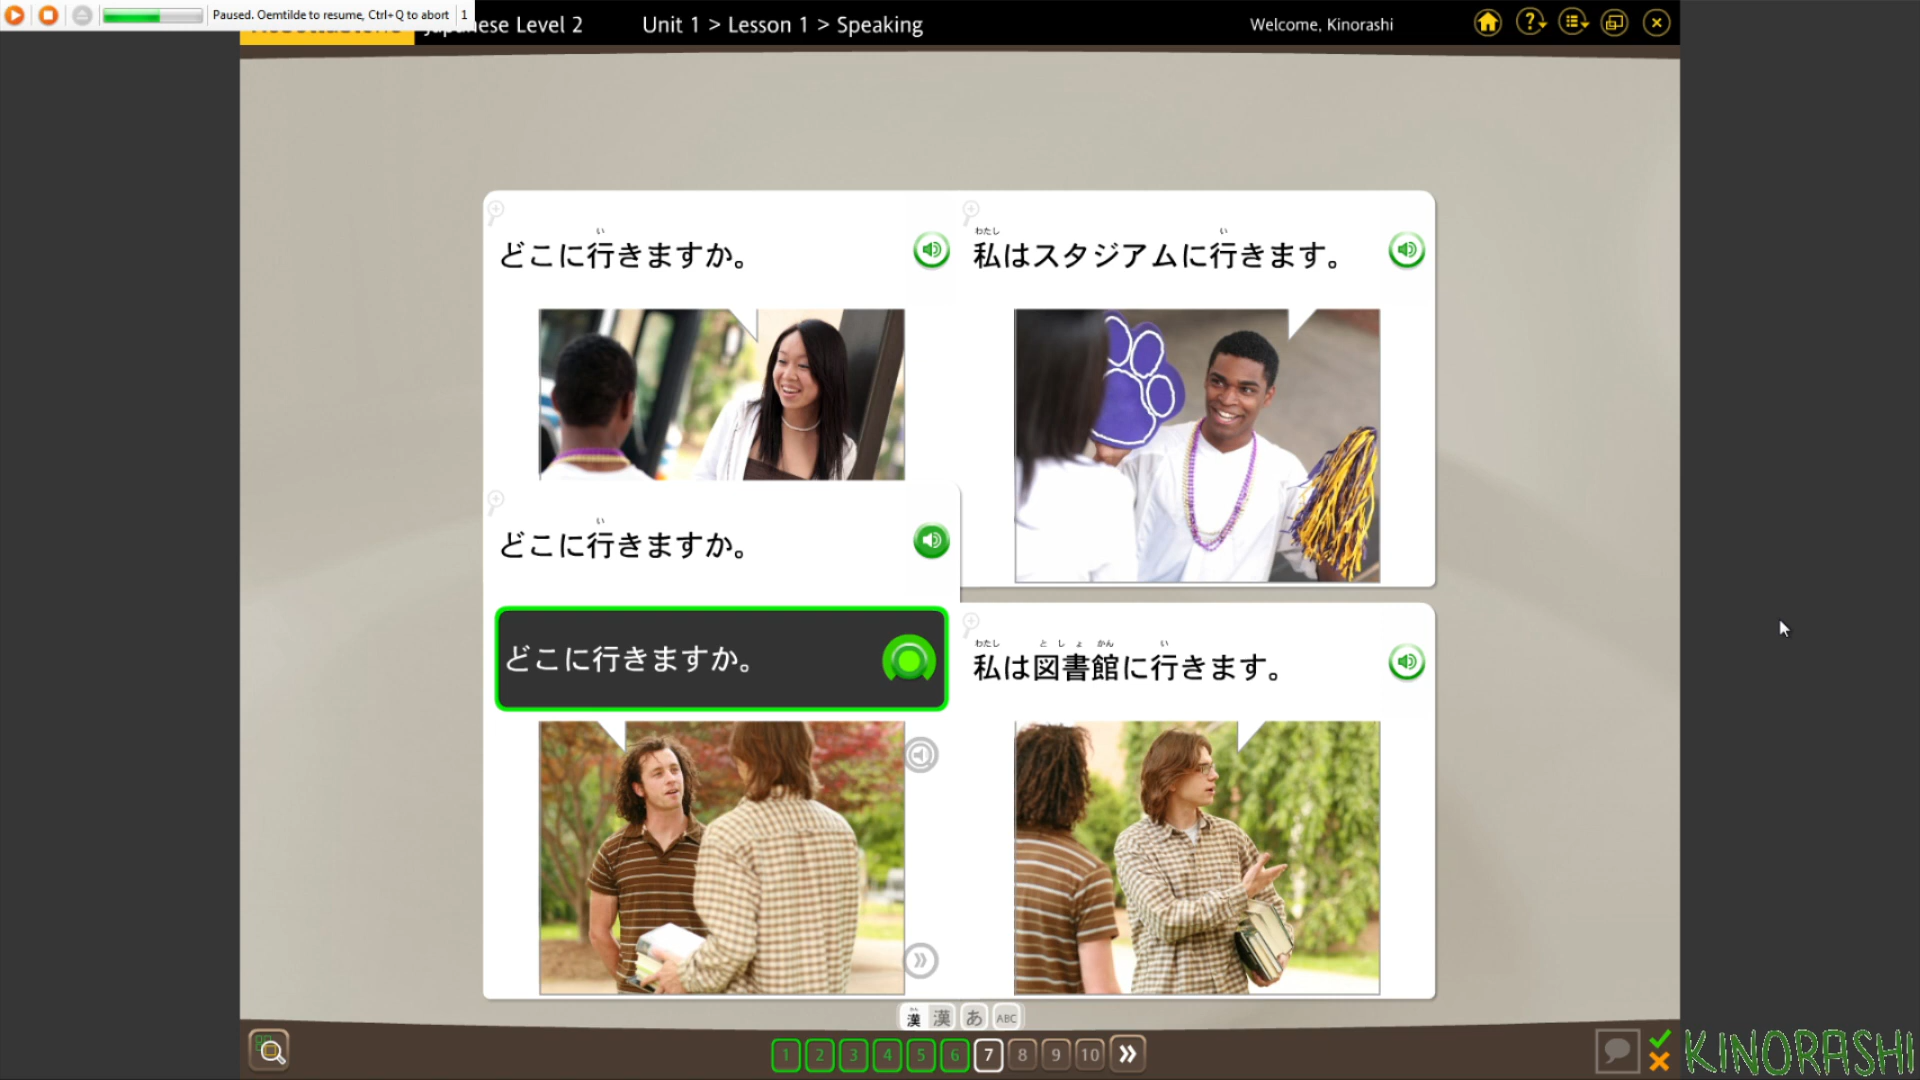 Paused. Oemtilde to resume, Ctrl+Q to abort
1
Japanese Level 2
Unit 1 > Lesson 1 > Speaking
Welcome, Kinorashi
い
どこに行きますか。
わたし い
私はスタジアムに行きます。
い
どこに行きますか。
どこに行きますか。
わたし としょかん い
私は図書館に行きます。
漢 漢 あ ABC
1 2 3 4 5 6 7 8 9 10
KINORASHI